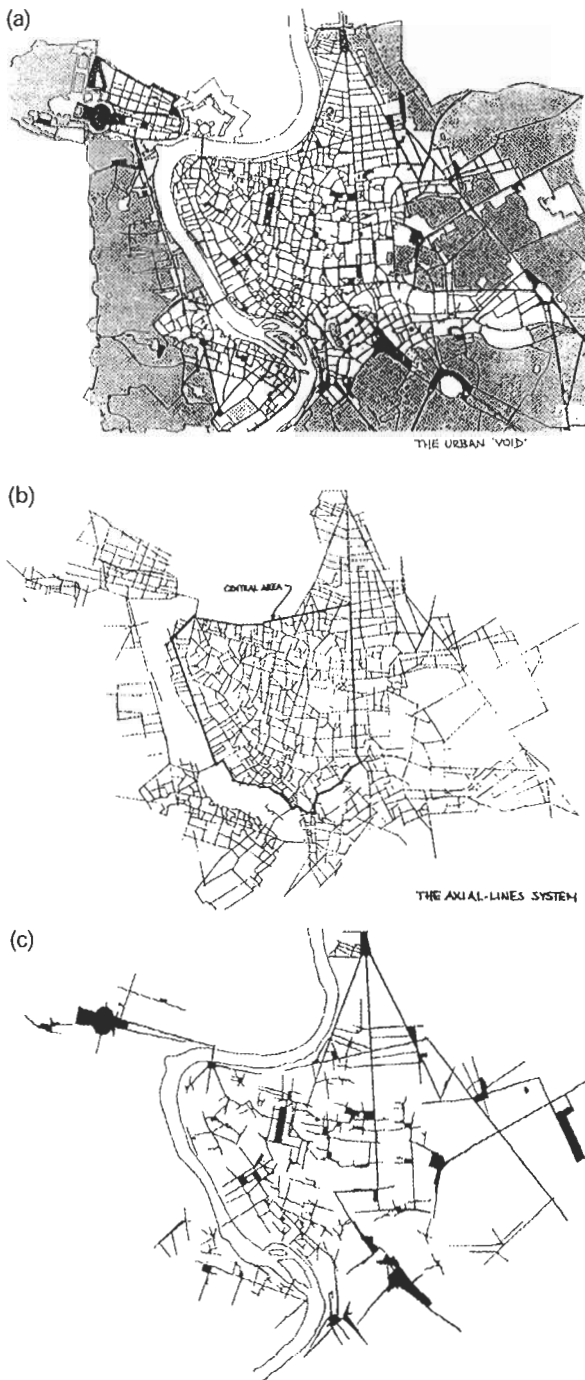 (a)
THE URBAN 'VOID'
(b)
CENTRAL AREA
THE AXIAL-LINES SYSTEM
(c)